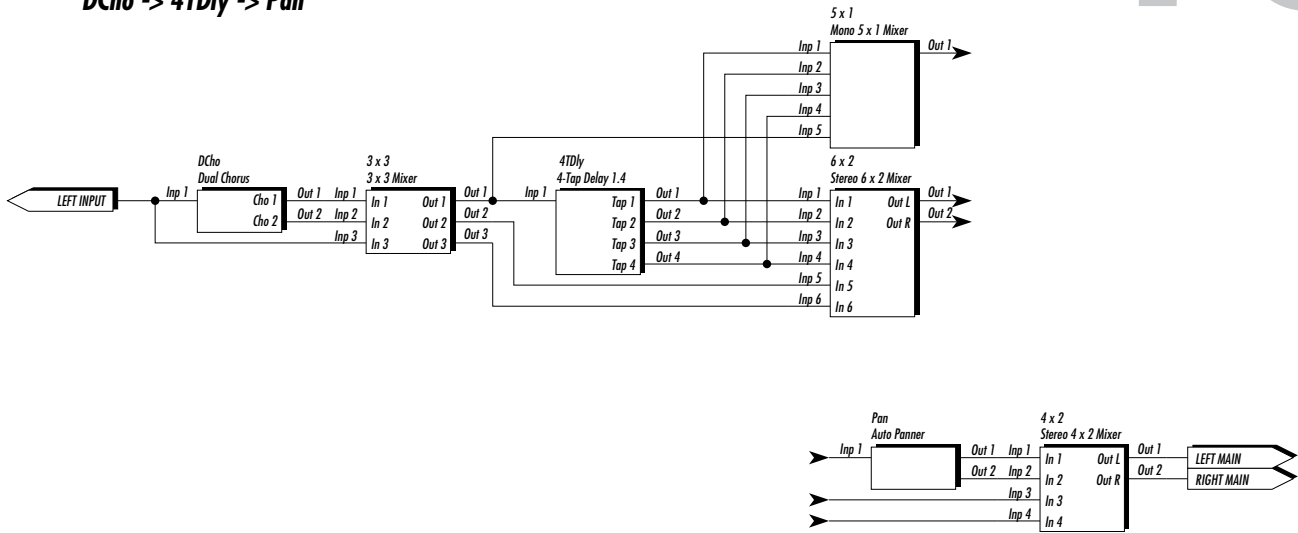 DCho -> 4TDly -> Pan
5 x 1
Mono 5 x 1 Mixer
Inp 1
Inp 2
Inp 3
Inp 4
Inp 5
Out 1
LEFT INPUT
DCho
Dual Chorus
Inp 1
Cho 1
Cho 2
Out 1
Out 2
3 x 3
3 x 3 Mixer
Inp 1
Inp 2
Inp 3
In 1
In 2
In 3
Out 1
Out 2
Out 3
Out 1
Out 2
Out 3
4TDly
4-Tap Delay 1.4
Inp 1
Tap 1
Tap 2
Tap 3
Tap 4
Out 1
Out 2
Out 3
Out 4
6 x 2
Stereo 6 x 2 Mixer
Inp 1
Inp 2
Inp 3
Inp 4
Inp 5
Inp 6
In 1
In 2
In 3
In 4
In 5
In 6
Out L
Out R
Out 1
Out 2
Pan
Auto Panner
Inp 1
Out 1
Out 2
4 x 2
Stereo 4 x 2 Mixer
Inp 1
Inp 2
Inp 3
Inp 4
In 1
In 2
In 3
In 4
Out L
Out R
Out 1
Out 2
LEFT MAIN
RIGHT MAIN